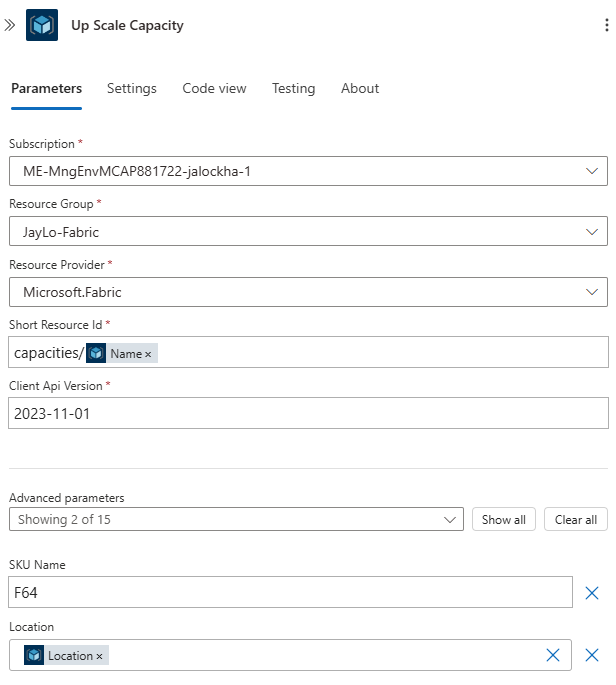 Up Scale Capacity
Parameters Settings Code view Testing About
Subscription *
ME-MngEnvMCAP881722-jalockha-1
Resource Group *
JayLo-Fabric
Resource Provider *
Microsoft.Fabric
Short Resource Id *
capacities/ Name ×
Client Api Version *
2023-11-01
Advanced parameters
Showing 2 of 15 Show all Clear all
SKU Name
F64
Location
Location ×